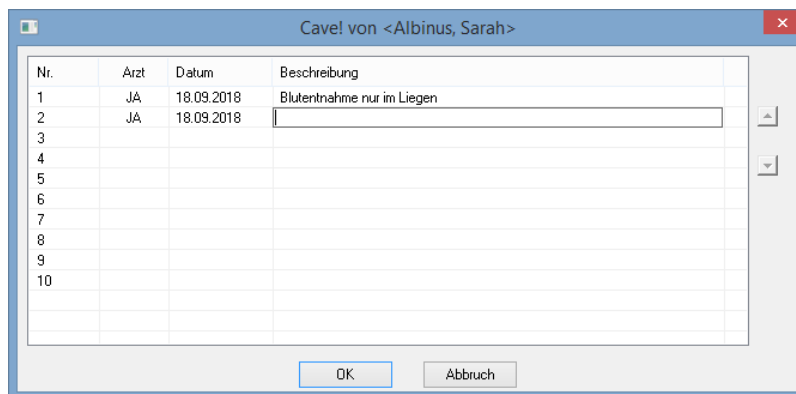 Cave! von <Albinus, Sarah>
Nr. Arzt Datum Beschreibung
1 JA 18.09.2018 Blutentnahme nur im Liegen
2 JA 18.09.2018
3
4
5
6
7
8
9
10
OK Abbruch